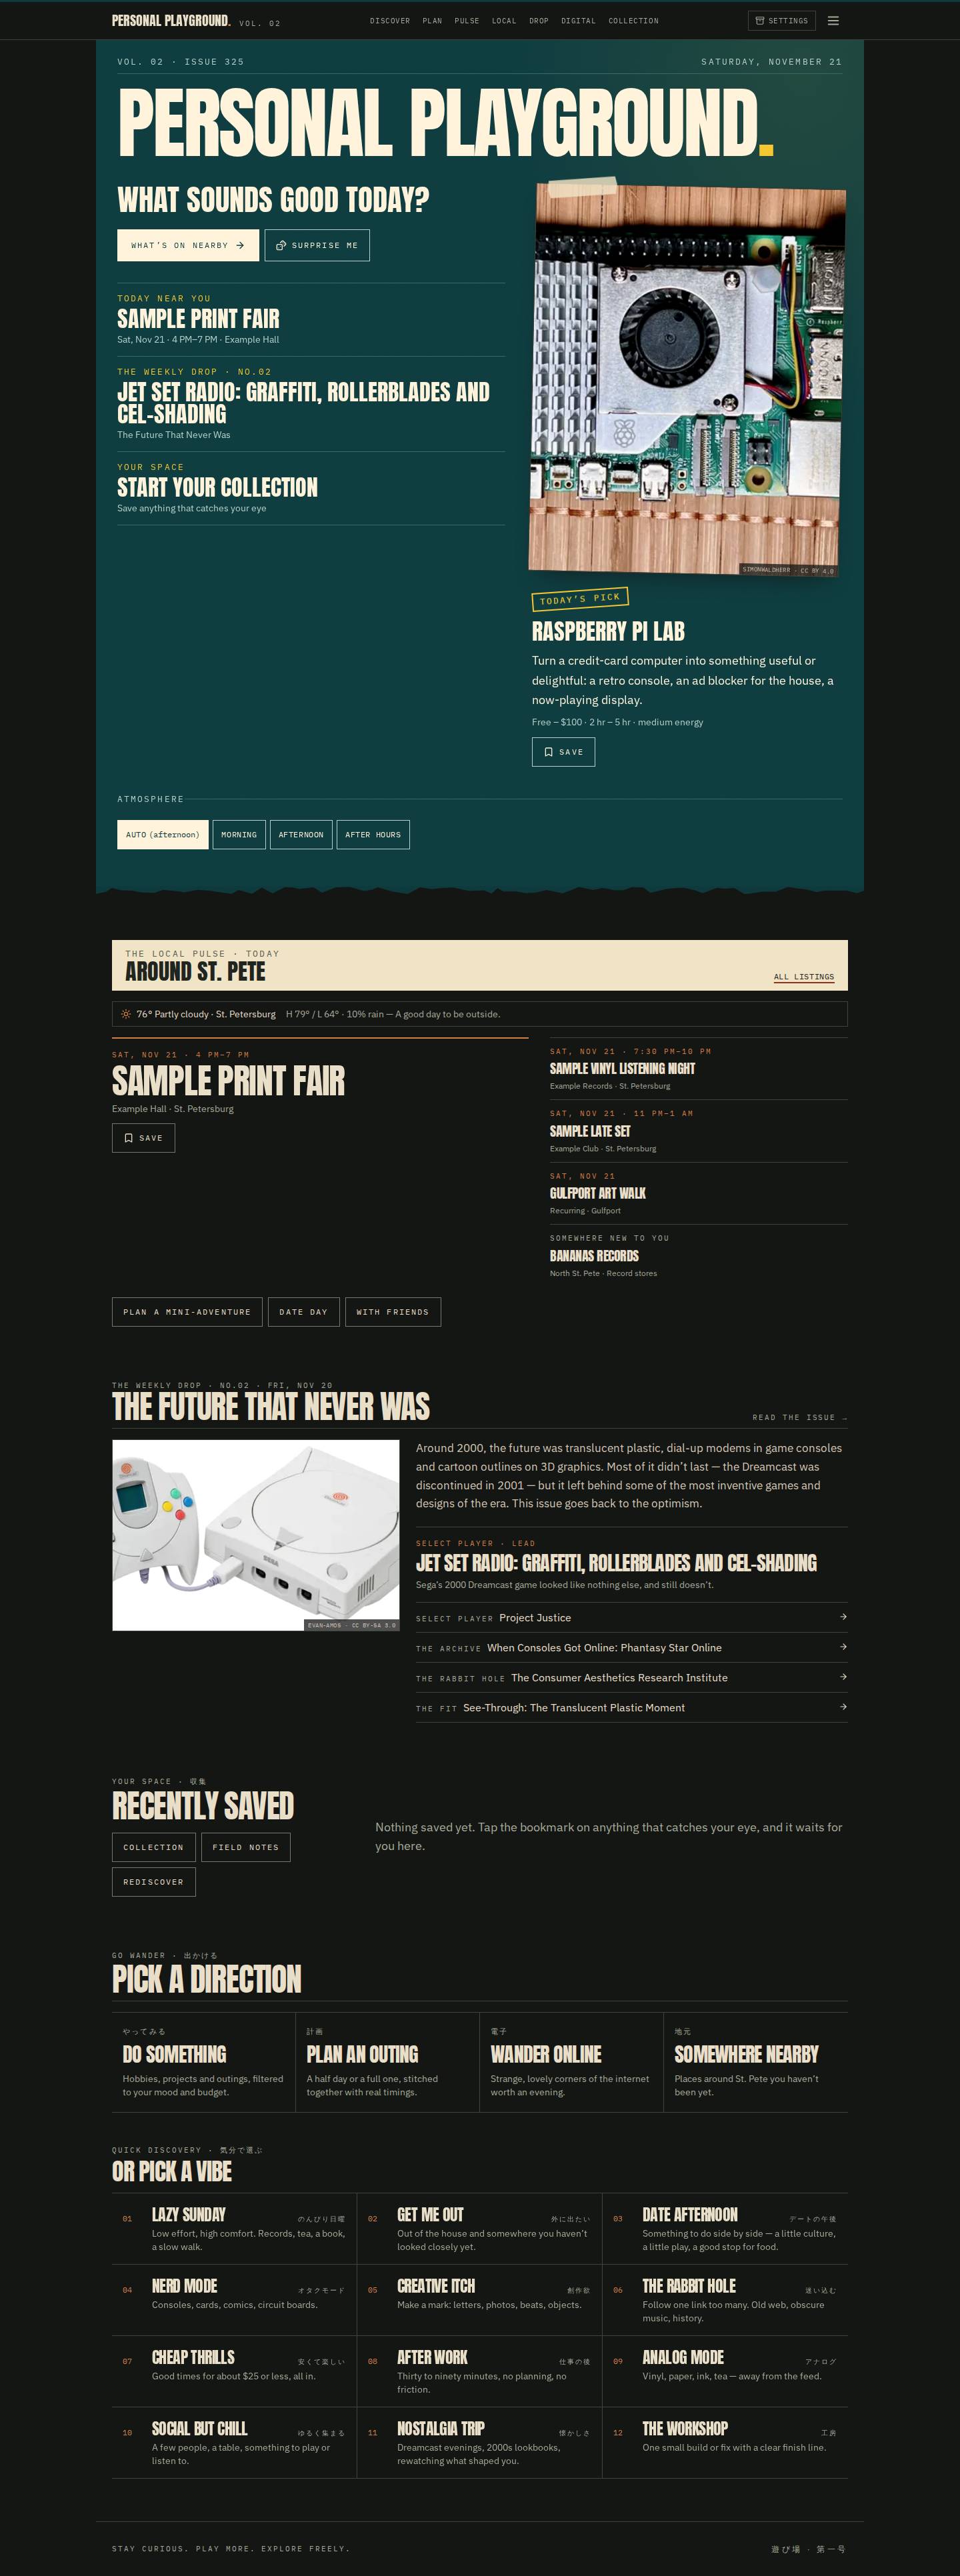 PERSONAL PLAYGROUND. VOL. 02
DISCOVER PLAN PULSE LOCAL DROP DIGITAL COLLECTION
SETTINGS
VOL. 02 · ISSUE 325
SATURDAY, NOVEMBER 21
PERSONAL PLAYGROUND.
WHAT SOUNDS GOOD TODAY?
WHAT'S ON NEARBY →
SURPRISE ME
TODAY NEAR YOU
SAMPLE PRINT FAIR
Sat, Nov 21 · 4 PM–7 PM · Example Hall
THE WEEKLY DROP · NO.02
JET SET RADIO: GRAFFITI, ROLLERBLADES AND
CEL-SHADING
The Future That Never Was
YOUR SPACE
START YOUR COLLECTION
Save anything that catches your eye
SIMONWALDHERR · CC BY 4.0
TODAY'S PICK
RASPBERRY PI LAB
Turn a credit-card computer into something useful or
delightful: a retro console, an ad blocker for the house, a
now-playing display.
Free – $100 · 2 hr – 5 hr · medium energy
SAVE
ATMOSPHERE
AUTO (afternoon)
MORNING
AFTERNOON
AFTER HOURS
THE LOCAL PULSE · TODAY
AROUND ST. PETE
ALL LISTINGS
76° Partly cloudy · St. Petersburg H 79° / L 64° · 10% rain — A good day to be outside.
SAT, NOV 21 · 4 PM–7 PM
SAMPLE PRINT FAIR
Example Hall · St. Petersburg
SAVE
SAT, NOV 21 · 7:30 PM–10 PM
SAMPLE VINYL LISTENING NIGHT
Example Records · St. Petersburg
SAT, NOV 21 · 11 PM–1 AM
SAMPLE LATE SET
Example Club · St. Petersburg
SAT, NOV 21
GULFPORT ART WALK
Recurring · Gulfport
SOMEWHERE NEW TO YOU
BANANAS RECORDS
North St. Pete · Record stores
PLAN A MINI-ADVENTURE
DATE DAY
WITH FRIENDS
THE WEEKLY DROP · NO.02 · FRI, NOV 20
THE FUTURE THAT NEVER WAS
READ THE ISSUE →
EVAN-AMOS · CC BY-SA 3.0
Around 2000, the future was translucent plastic, dial-up modems in game consoles
and cartoon outlines on 3D graphics. Most of it didn't last — the Dreamcast was
discontinued in 2001 — but it left behind some of the most inventive games and
designs of the era. This issue goes back to the optimism.
SELECT PLAYER · LEAD
JET SET RADIO: GRAFFITI, ROLLERBLADES AND CEL-SHADING
Sega's 2000 Dreamcast game looked like nothing else, and still doesn't.
SELECT PLAYER Project Justice →
THE ARCHIVE When Consoles Got Online: Phantasy Star Online →
THE RABBIT HOLE The Consumer Aesthetics Research Institute →
THE FIT See-Through: The Translucent Plastic Moment →
YOUR SPACE · 収集
RECENTLY SAVED
COLLECTION
FIELD NOTES
REDISCOVER
Nothing saved yet. Tap the bookmark on anything that catches your eye, and it waits for
you here.
GO WANDER · 出かける
PICK A DIRECTION
やってみる
DO SOMETHING
Hobbies, projects and outings, filtered
to your mood and budget.
計画
PLAN AN OUTING
A half day or a full one, stitched
together with real timings.
電子
WANDER ONLINE
Strange, lovely corners of the internet
worth an evening.
地元
SOMEWHERE NEARBY
Places around St. Pete you haven't
been yet.
QUICK DISCOVERY · 気分で選ぶ
OR PICK A VIBE
01 LAZY SUNDAY のんびり日曜
Low effort, high comfort. Records, tea, a book,
a slow walk.
02 GET ME OUT 外に出たい
Out of the house and somewhere you haven't
looked closely yet.
03 DATE AFTERNOON デートの午後
Something to do side by side — a little culture,
a little play, a good stop for food.
04 NERD MODE オタクモード
Consoles, cards, comics, circuit boards.
05 CREATIVE ITCH 創作欲
Make a mark: letters, photos, beats, objects.
06 THE RABBIT HOLE 迷い込む
Follow one link too many. Old web, obscure
music, history.
07 CHEAP THRILLS 安くて楽しい
Good times for about $25 or less, all in.
08 AFTER WORK 仕事の後
Thirty to ninety minutes, no planning, no
friction.
09 ANALOG MODE アナログ
Vinyl, paper, ink, tea — away from the feed.
10 SOCIAL BUT CHILL ゆるく集まる
A few people, a table, something to play or
listen to.
11 NOSTALGIA TRIP 懐かしさ
Dreamcast evenings, 2000s lookbooks,
rewatching what shaped you.
12 THE WORKSHOP 工房
One small build or fix with a clear finish line.
STAY CURIOUS. PLAY MORE. EXPLORE FREELY.
遊び場 · 第一号